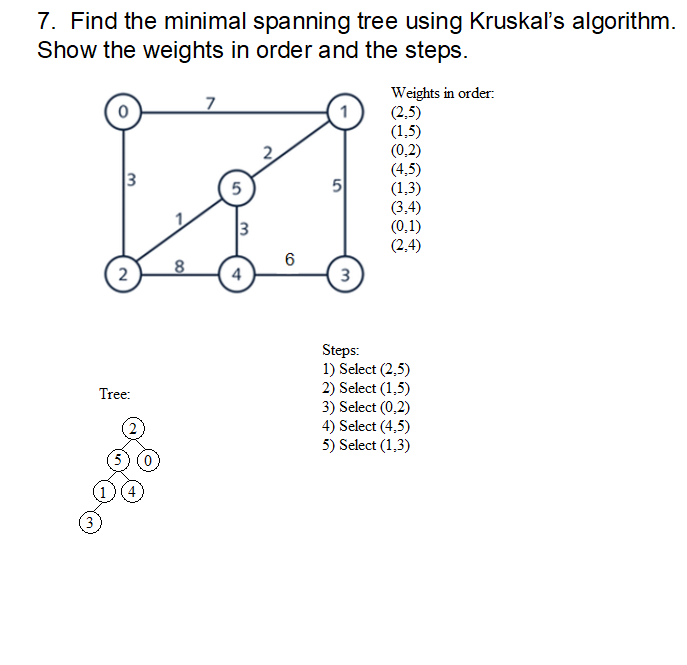 7. Find the minimal spanning tree using Kruskal's algorithm.
Show the weights in order and the steps.
Weights in order:
(2,5)
(1,5)
(0,2)
(4,5)
(1,3)
(3,4)
(0,1)
(2,4)
0
7
1
3
2
5
5
1
3
2
8
4
6
3
Steps:
1) Select (2,5)
2) Select (1,5)
3) Select (0,2)
4) Select (4,5)
5) Select (1,3)
Tree:
2
5 0
1 4
3